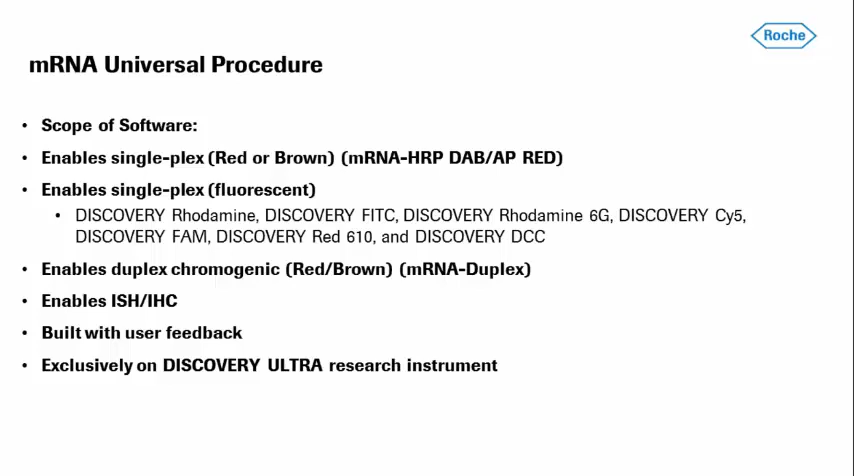 Roche
mRNA Universal Procedure
• Scope of Software:
• Enables single-plex (Red or Brown) (mRNA-HRP DAB/AP RED)
• Enables single-plex (fluorescent)
• DISCOVERY Rhodamine, DISCOVERY FITC, DISCOVERY Rhodamine 6G, DISCOVERY Cy5,
DISCOVERY FAM, DISCOVERY Red 610, and DISCOVERY DCC
• Enables duplex chromogenic (Red/Brown) (mRNA-Duplex)
• Enables ISH/IHC
• Built with user feedback
• Exclusively on DISCOVERY ULTRA research instrument